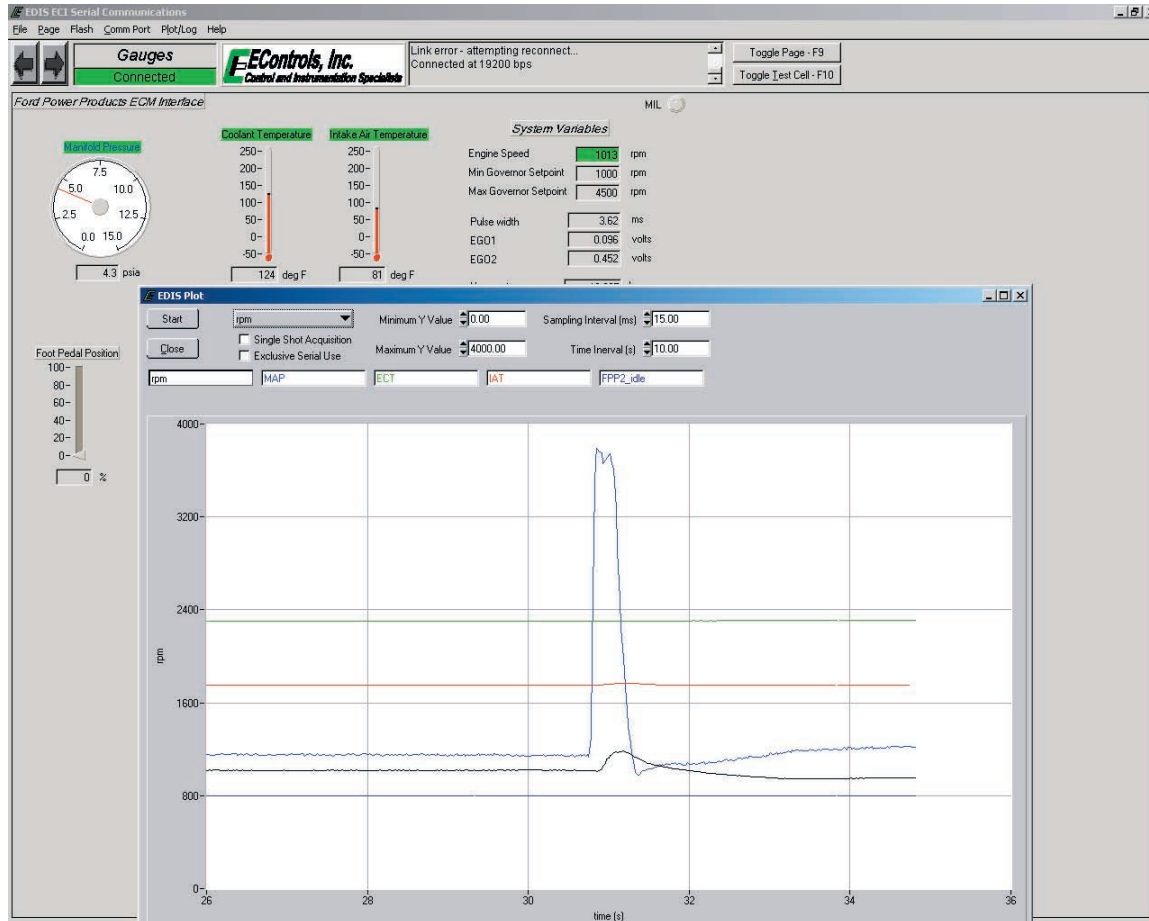 EDIS ECI Serial Communications
File Page Flash Comm Port Plot/Log Help
Gauges
Connected
EControls, Inc.
Control and Instrumentation Specialists
Link error - attempting reconnect...
Connected at 19200 bps
Toggle Page - F9
Toggle Test Cell - F10
Ford Power Products ECM Interface
MIL
Manifold Pressure
7.5
5.0 10.0
2.5 12.5
0.0 15.0
4.3 psia
Coolant Temperature
250-
200-
150-
100-
50-
0-
-50-
124 deg F
Intake Air Temperature
250-
200-
150-
100-
50-
0-
-50-
81 deg F
System Variables
Engine Speed 1013 rpm
Min Governor Setpoint 1000 rpm
Max Governor Setpoint 4500 rpm
Pulse width 3.62 ms
EGO1 0.096 volts
EGO2 0.452 volts
Foot Pedal Position
100-
80-
60-
40-
20-
0-
0 %
EDIS Plot
Start
Close
rpm
Single Shot Acquisition
Exclusive Serial Use
Minimum Y Value 0.00
Maximum Y Value 4000.00
Sampling Interval (ms) 15.00
Time Inerval (s) 10.00
rpm MAP ECT IAT FPP2_idle
4000-
3200-
2400-
1600-
800-
0-
rpm
26 28 30 32 34 36
time (s)